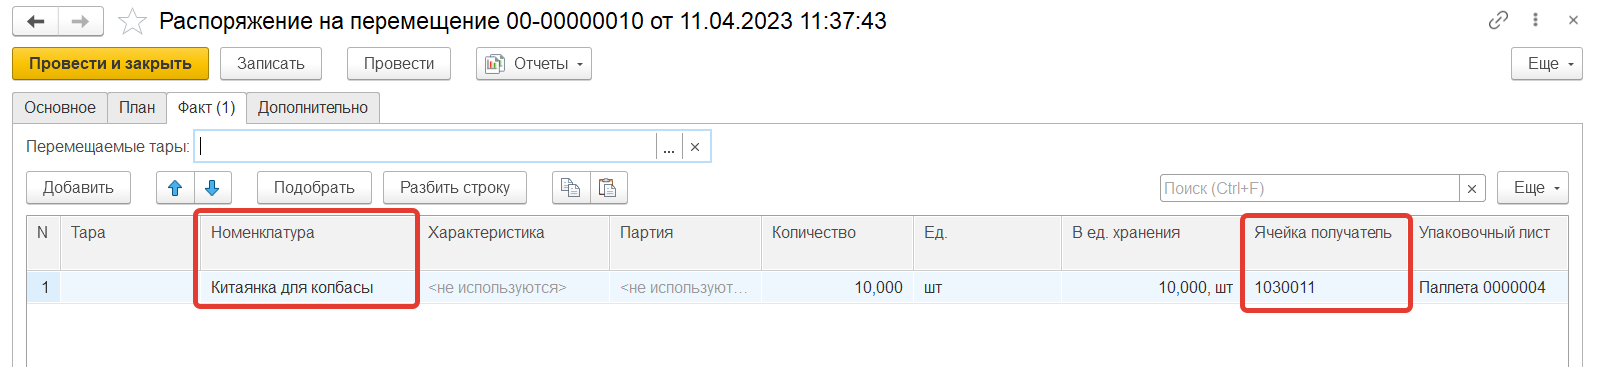 Распоряжение на перемещение 00-00000010 от 11.04.2023 11:37:43
Провести и закрыть Записать Провести Отчеты Еще
Основное План Факт (1) Дополнительно
Перемещаемые тары: ...
Добавить Подобрать Разбить строку Поиск (Ctrl+F) Еще
N Тара Номенклатура Характеристика Партия Количество Ед. В ед. хранения Ячейка получатель Упаковочный лист
1 Китаянка для колбасы <не используются> <не используют... 10,000 шт 10,000, шт 1030011 Паллета 0000004